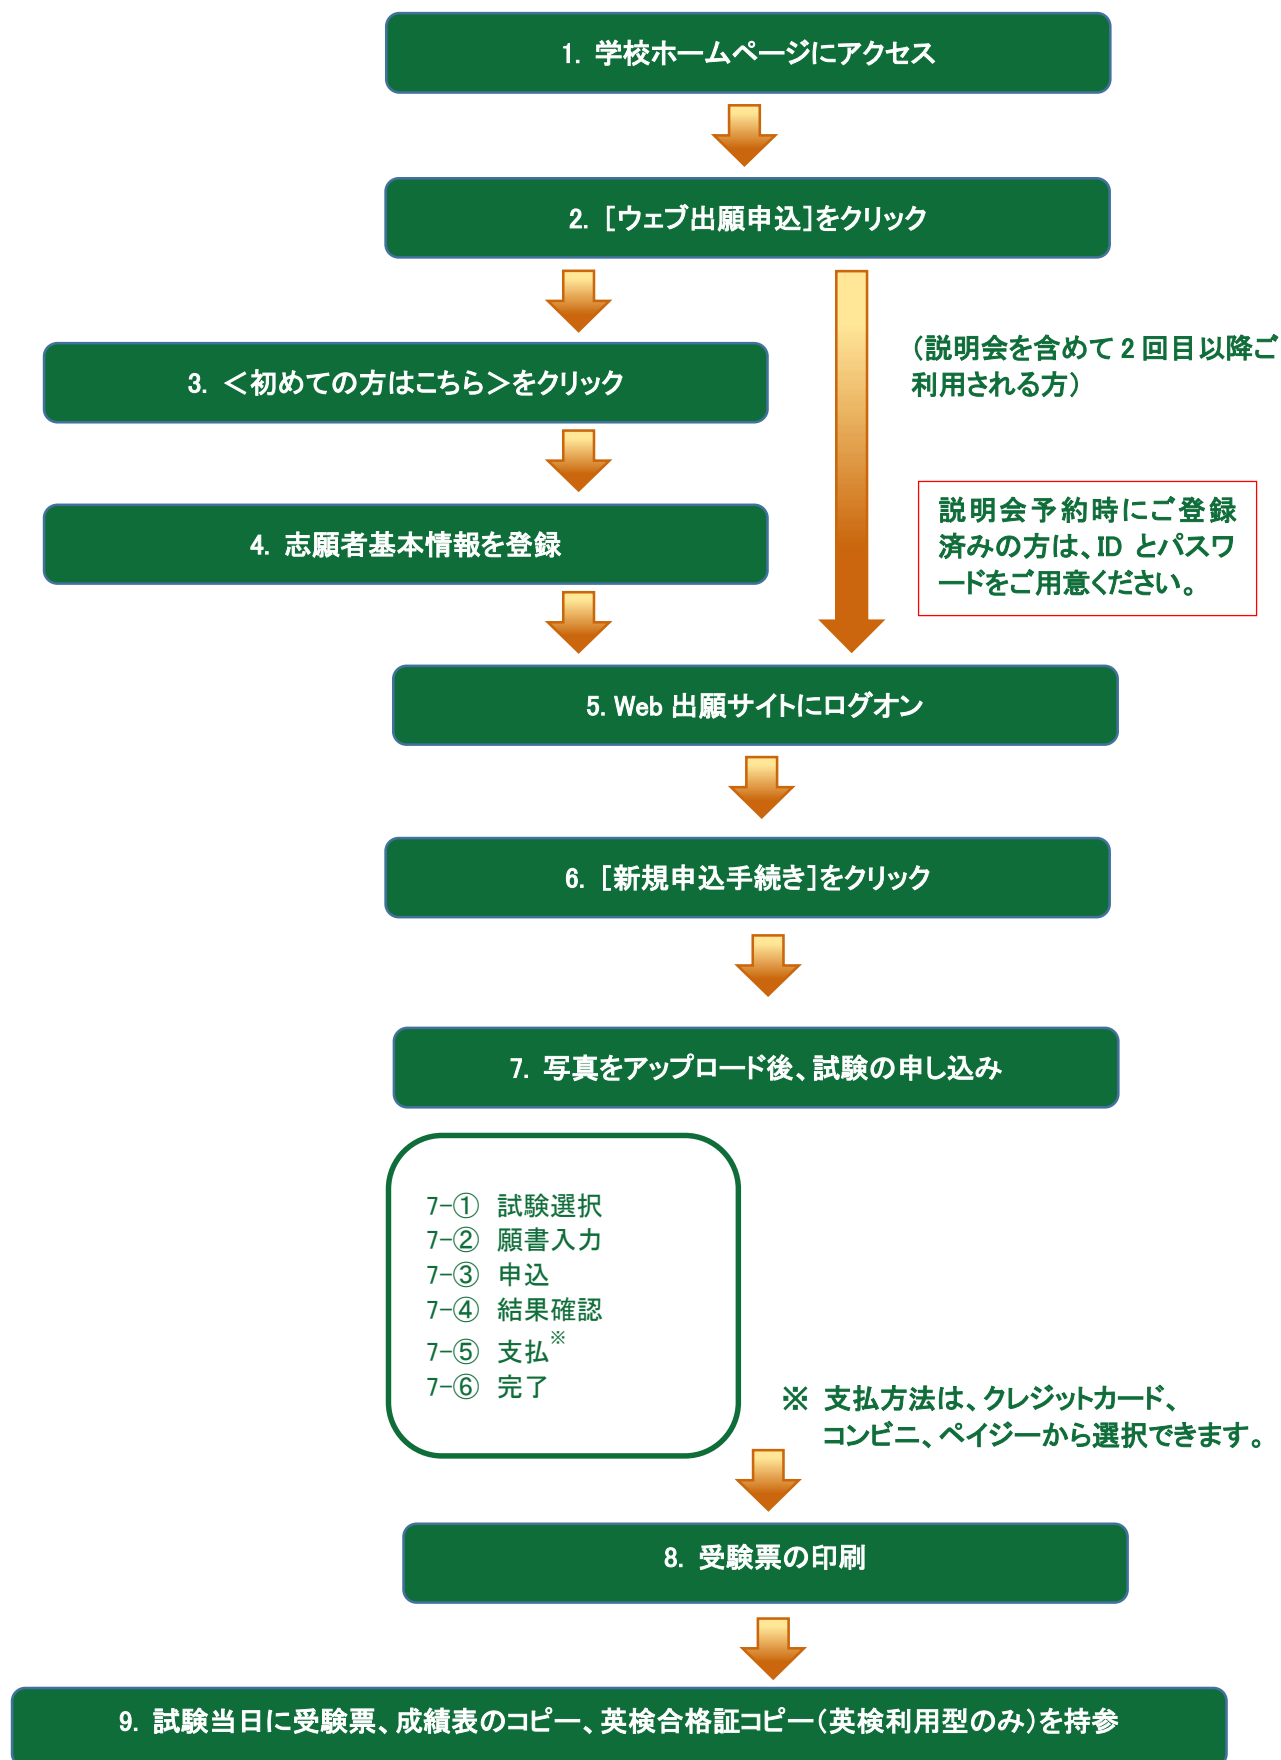 1. 学校ホームページにアクセス
2. [ウェブ出願申込]をクリック
(説明会を含めて2回目以降ご
利用される方)
3. <初めての方はこちら>をクリック
説明会予約時にご登録
済みの方は、ID とパスワ
ードをご用意ください。
4. 志願者基本情報を登録
5. Web 出願サイトにログオン
6. [新規申込手続き]をクリック
7. 写真をアップロード後、試験の申し込み
7-① 試験選択
7-② 願書入力
7-③ 申込
7-④ 結果確認
7-⑤ 支払※
7-⑥ 完了
※ 支払方法は、クレジットカード、
コンビニ、ペイジーから選択できます。
8. 受験票の印刷
9. 試験当日に受験票、成績表のコピー、英検合格証コピー(英検利用型のみ)を持参